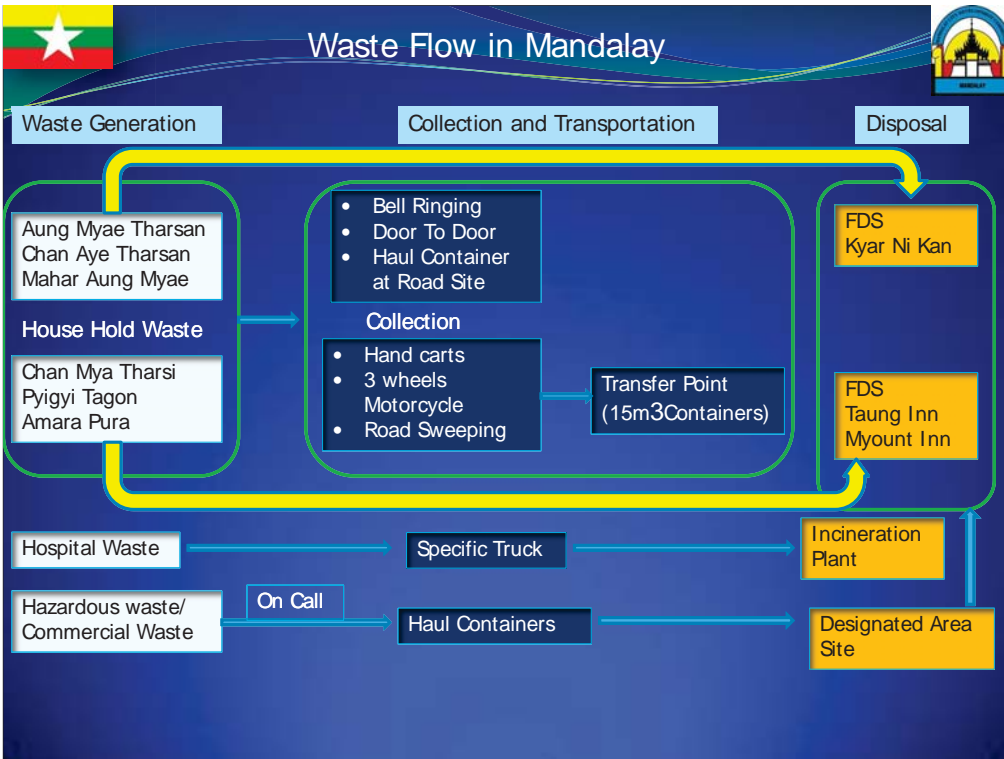 Waste Flow in Mandalay
MANDALAY
Waste Generation
Collection and Transportation
Disposal
Aung Myae Tharsan
Chan Aye Tharsan
Mahar Aung Myae
House Hold Waste
Chan Mya Tharsi
Pyigyi Tagon
Amara Pura
• Bell Ringing
• Door To Door
• Haul Container
at Road Site
Collection
• Hand carts
• 3 wheels
Motorcycle
• Road Sweeping
Transfer Point
(15m3Containers)
FDS
Kyar Ni Kan
FDS
Taung Inn
Myount Inn
Hospital Waste
Specific Truck
Incineration
Plant
Hazardous waste/
Commercial Waste
On Call
Haul Containers
Designated Area
Site